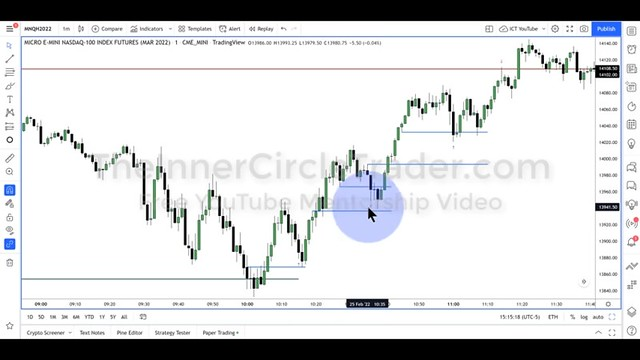 MNQH2022 1m Compare Indicators Templates Alert Replay ICT YouTube Publish
MICRO E-MINI NASDAQ-100 INDEX FUTURES (MAR 2022) · 1 · CME_MINI · TradingView O13986.00 H13993.25 L13979.50 C13980.75 -5.50 (-0.04%)
14140.00
14120.00
14108.50
14102.00
14080.00
14060.00
14040.00
14020.00
14000.00
TheInnerCircleTrader.com
13980.00
Free YouTube Mentorship Video
13960.00
13941.50
13920.00
13900.00
13880.00
13860.00
13840.00
09:00 09:10 09:20 09:30 09:40 09:50 10:00 10:10 10:20 25 Feb '22 10:35 10:50 11:00 11:10 11:20 11:30 11:40
1D 5D 1M 3M 6M YTD 1Y 5Y All 15:15:18 (UTC-5) ETH % log auto
Crypto Screener Text Notes Pine Editor Strategy Tester Paper Trading